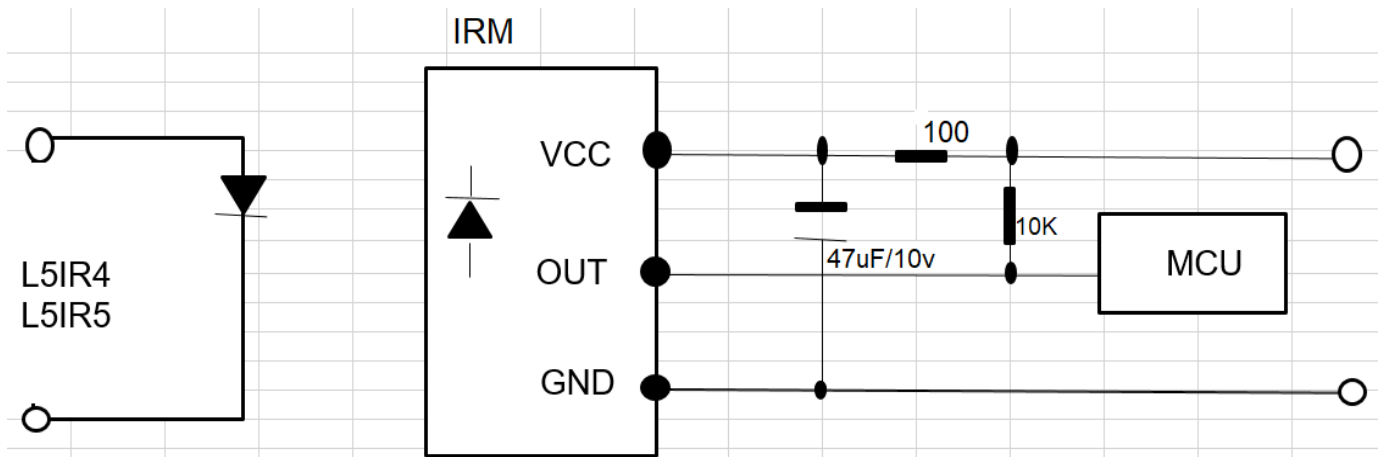 IRM
VCC
100
10K
OUT
47uF/10v
MCU
L5IR4
L5IR5
GND